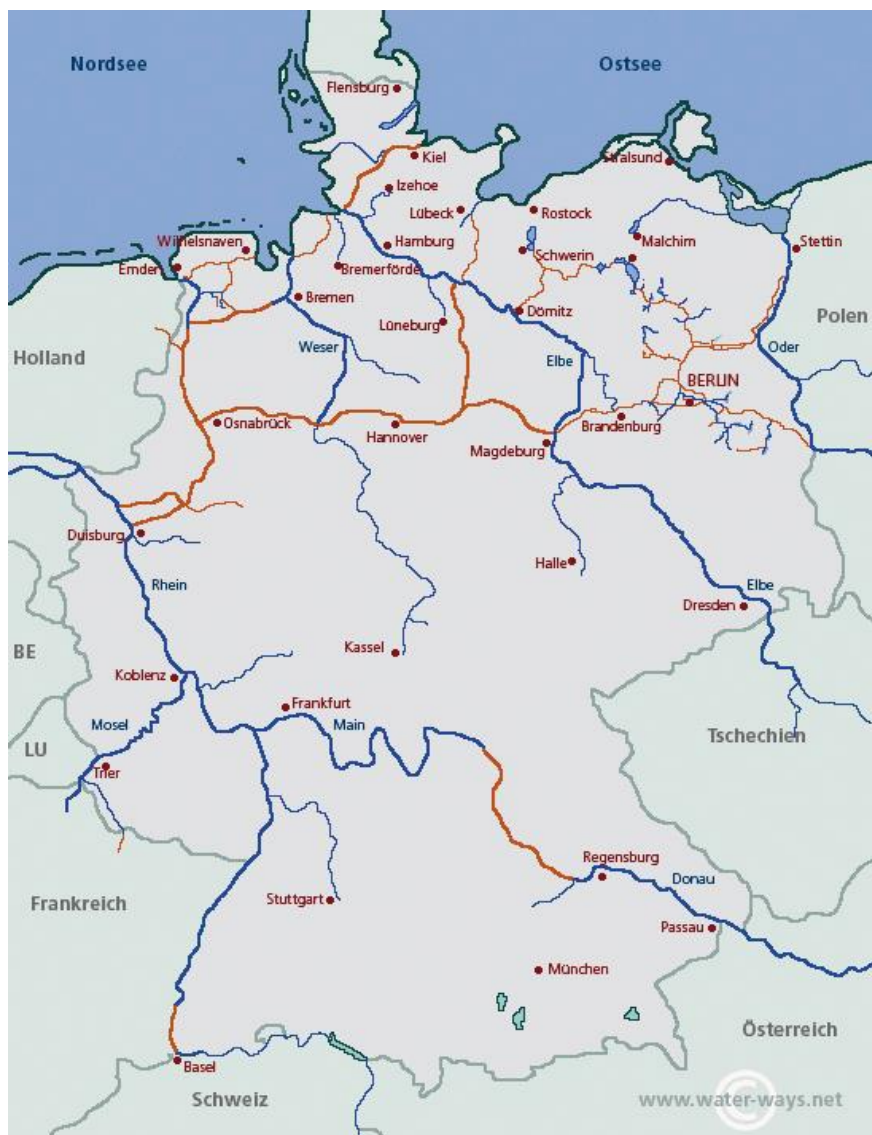 Nordsee
Ostsee
Flensburg
Kiel
Stralsund
Izehoe
Lübeck
Rostock
Wilhelsnaven
Hamburg
Schwerin
Malchim
Stettin
Emden
Bremerförde
Bremen
Lüneburg
Dömitz
Polen
Holland
Weser
Elbe
Oder
BERLIN
Osnabrück
Hannover
Brandenburg
Magdeburg
Duisburg
Halle
Rhein
Elbe
Dresden
BE
Kassel
Koblenz
Frankfurt
Mosel
Main
Tschechien
LU
Trier
Regensburg
Donau
Frankreich
Stuttgart
Passau
München
Österreich
Basel
Schweiz
©
www.water-ways.net